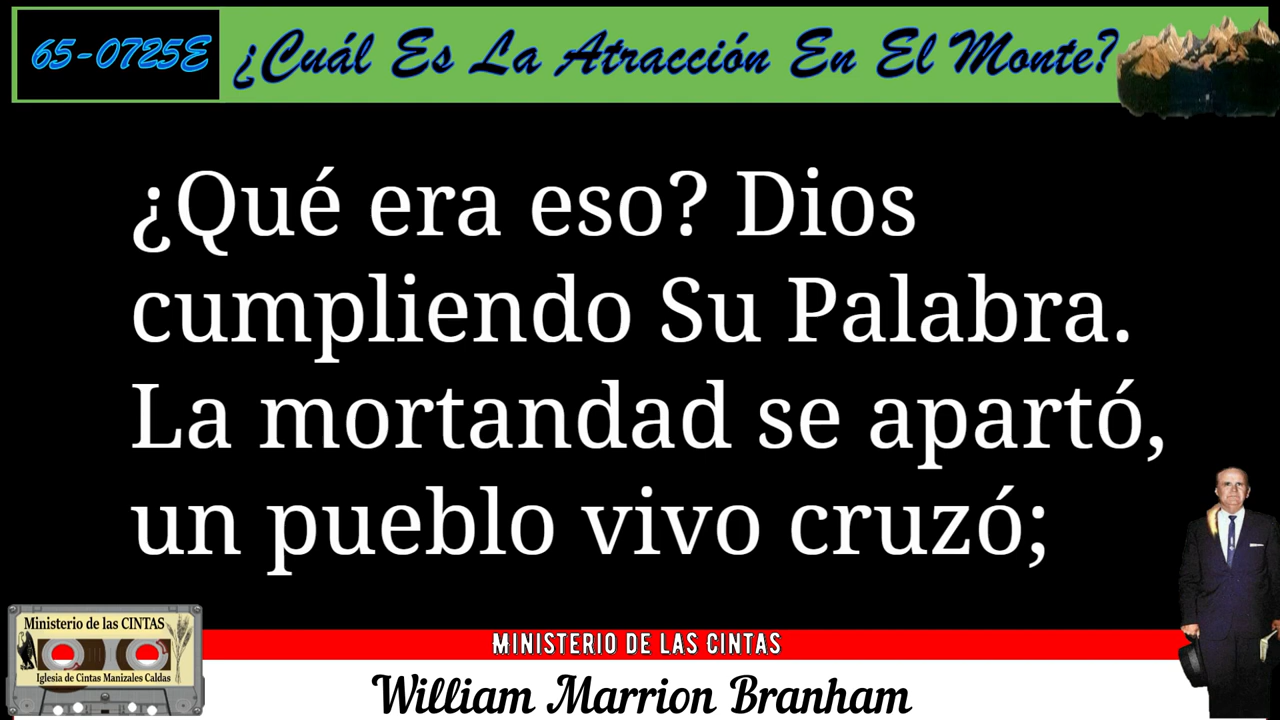 65-0725E ¿Cuál Es La Atracción En El Monte?
¿Qué era eso? Dios
cumpliendo Su Palabra.
La mortandad se apartó,
un pueblo vivo cruzó;
Ministerio de las CINTAS
Iglesia de Cintas Manizales Caldas
MINISTERIO DE LAS CINTAS
William Marrion Branham